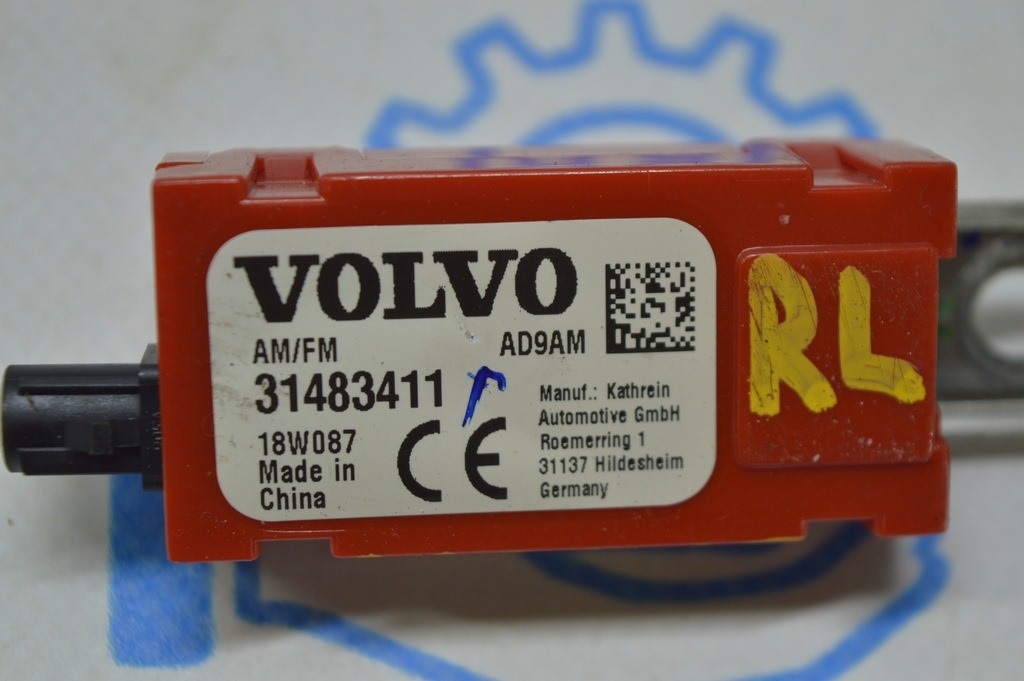 VOLVO
AM/FM AD9AM
31483411
18W087
Made in
China
CE
Manuf.: Kathrein
Automotive GmbH
Roemerring 1
31137 Hildesheim
Germany
RL